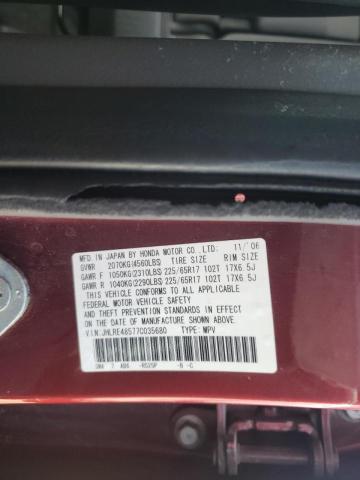 MFD. IN JAPAN BY HONDA MOTOR CO., LTD. 11/'06
GVWR 2070KG(4560LBS) TIRE SIZE RIM SIZE
GAWR F 1050KG(2310LBS) 225/65R17 102T 17X6.5J
GAWR R 1040KG(2290LBS) 225/65R17 102T 17X6.5J
THIS VEHICLE CONFORMS TO ALL APPLICABLE
FEDERAL MOTOR VEHICLE SAFETY
AND THEFT PREVENTION STANDARDS IN EFFECT
ON THE DATE OF MANUFACTURE SHOWN ABOVE.
V.I.N:JHLRE48577C035680 TYPE: MPV